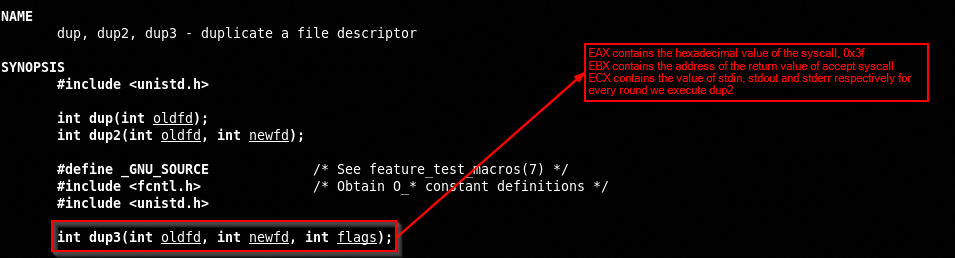 NAME
dup, dup2, dup3 - duplicate a file descriptor
SYNOPSIS
#include <unistd.h>
int dup(int oldfd);
int dup2(int oldfd, int newfd);
#define _GNU_SOURCE /* See feature_test_macros(7) */
#include <fcntl.h> /* Obtain O_* constant definitions */
#include <unistd.h>
int dup3(int oldfd, int newfd, int flags);
EAX contains the hexadecimal value of the syscall, 0x3f
EBX contains the address of the return value of accept syscall
ECX contains the value of stdin, stdout and stderr respectively for
every round we execute dup2